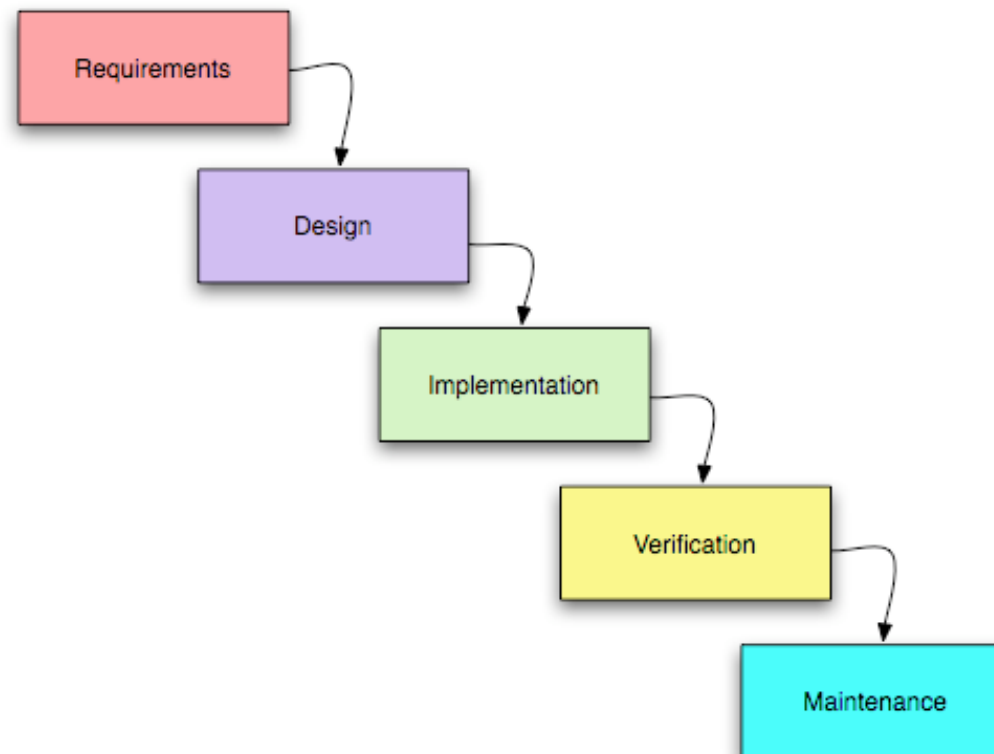 Requirements
Design
Implementation
Verification
Maintenance